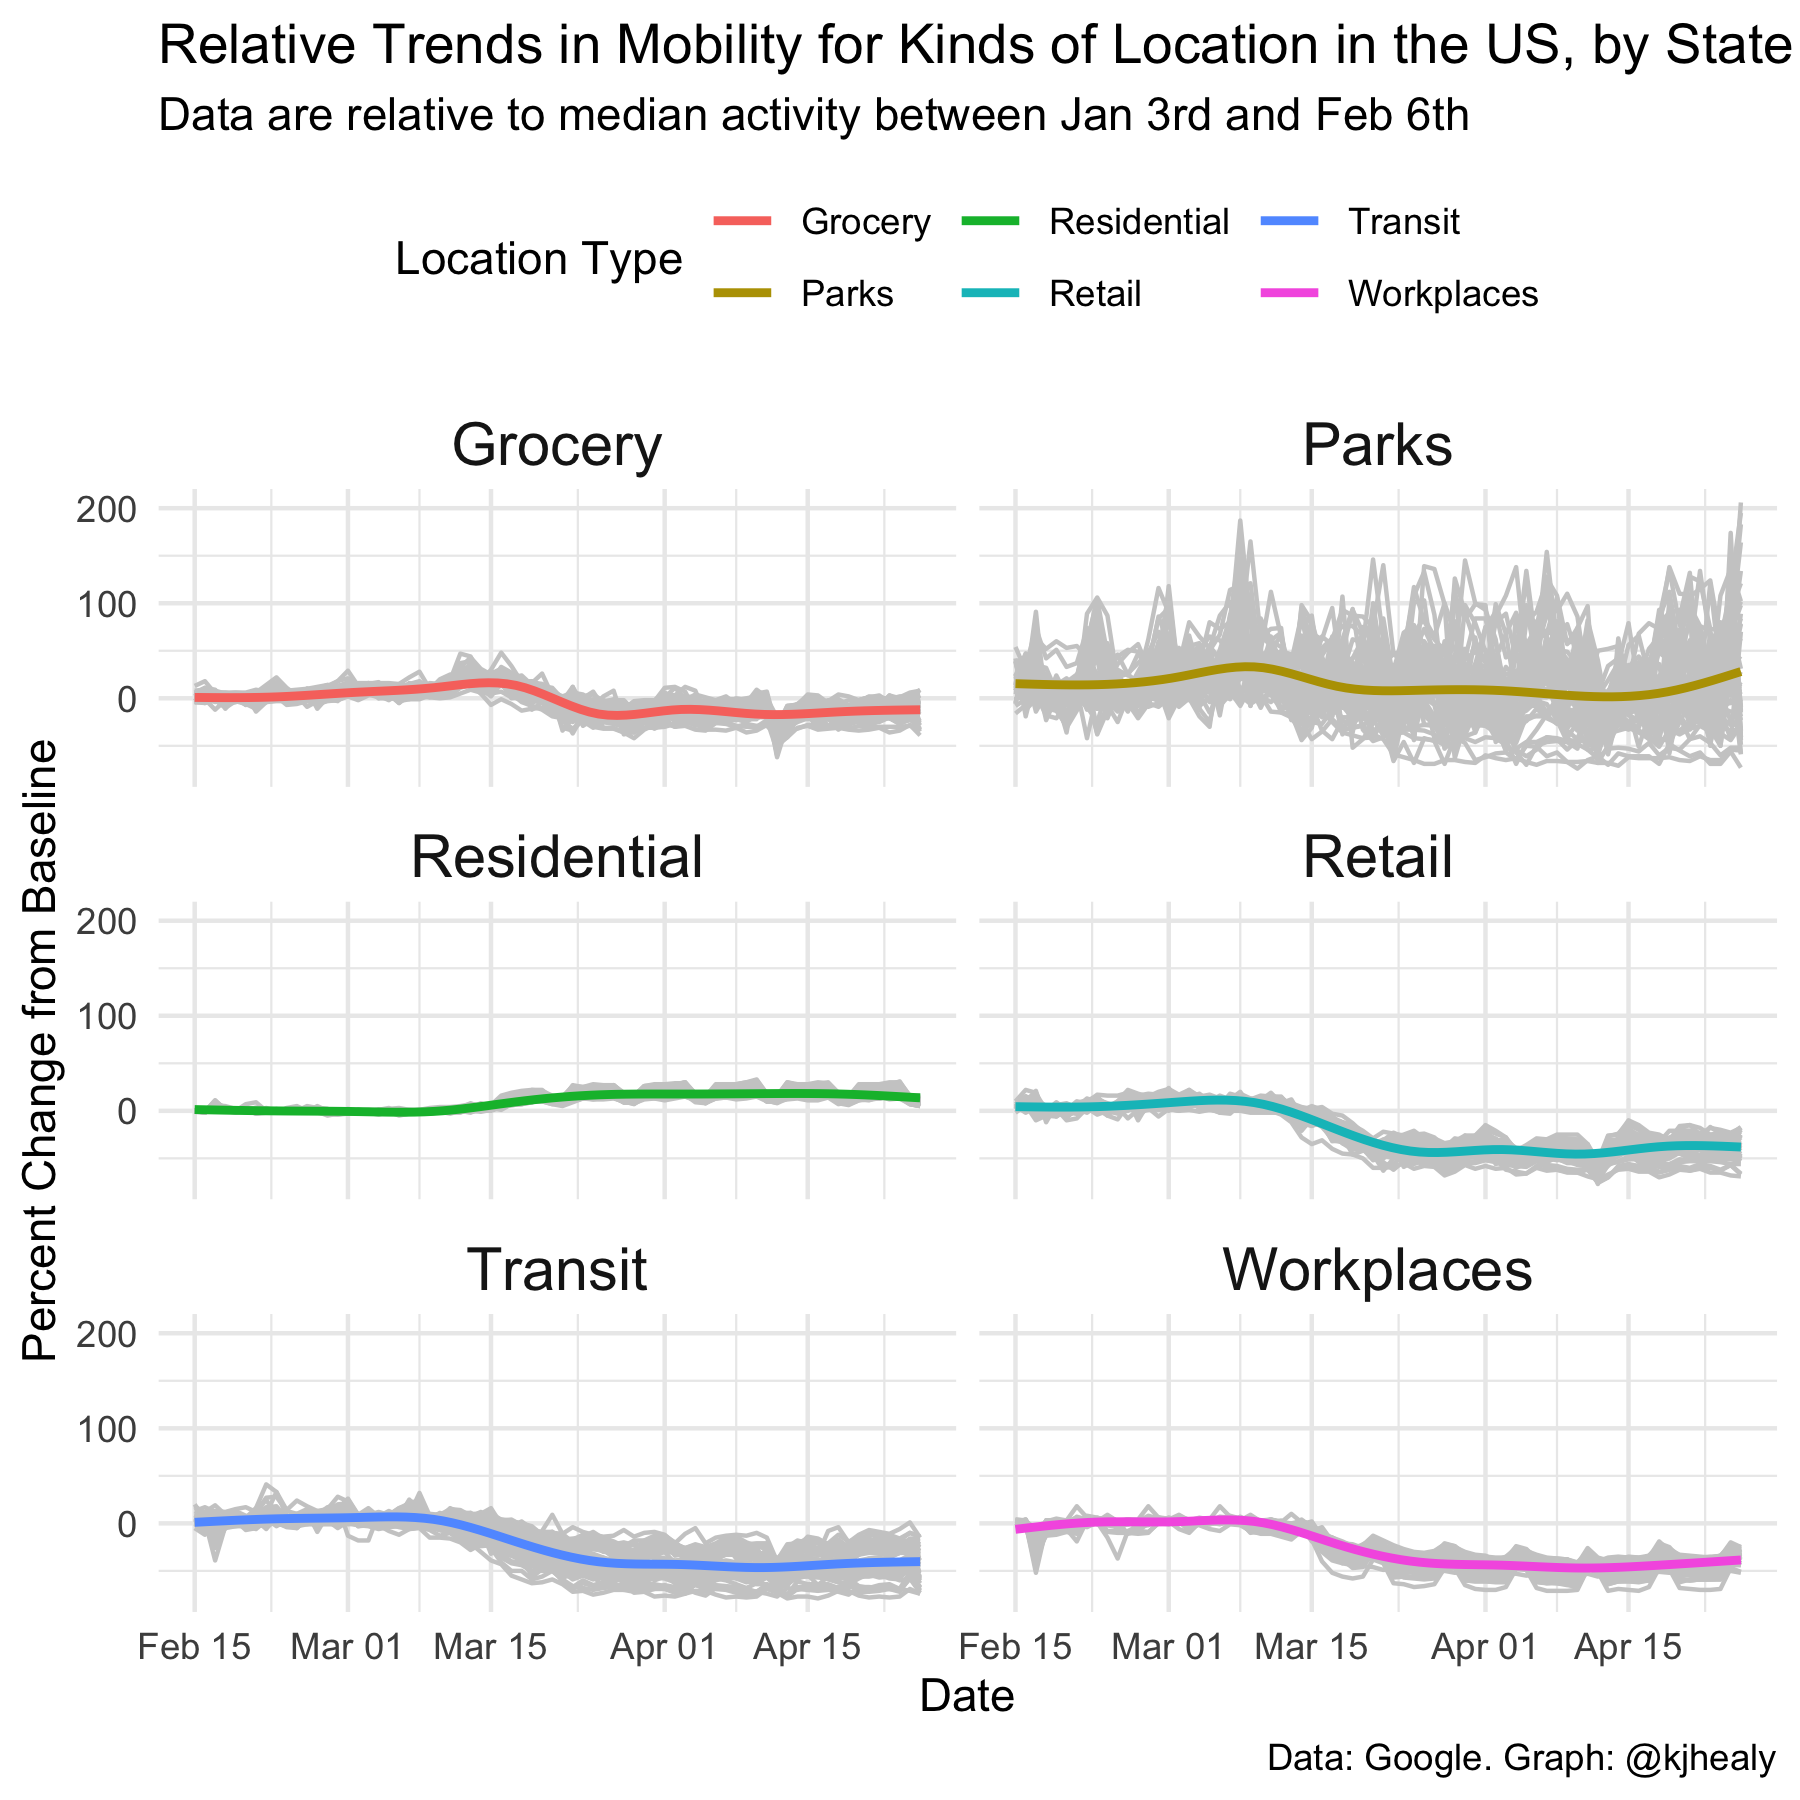 Relative Trends in Mobility for Kinds of Location in the US, by State
Data are relative to median activity between Jan 3rd and Feb 6th
Location Type
Grocery Residential Transit
Parks Retail Workplaces
Grocery Parks
200
100
0
Residential Retail
200
100
0
Transit Workplaces
200
100
0
Percent Change from Baseline
Feb 15 Mar 01 Mar 15 Apr 01 Apr 15 Feb 15 Mar 01 Mar 15 Apr 01 Apr 15
Date
Data: Google. Graph: @kjhealy